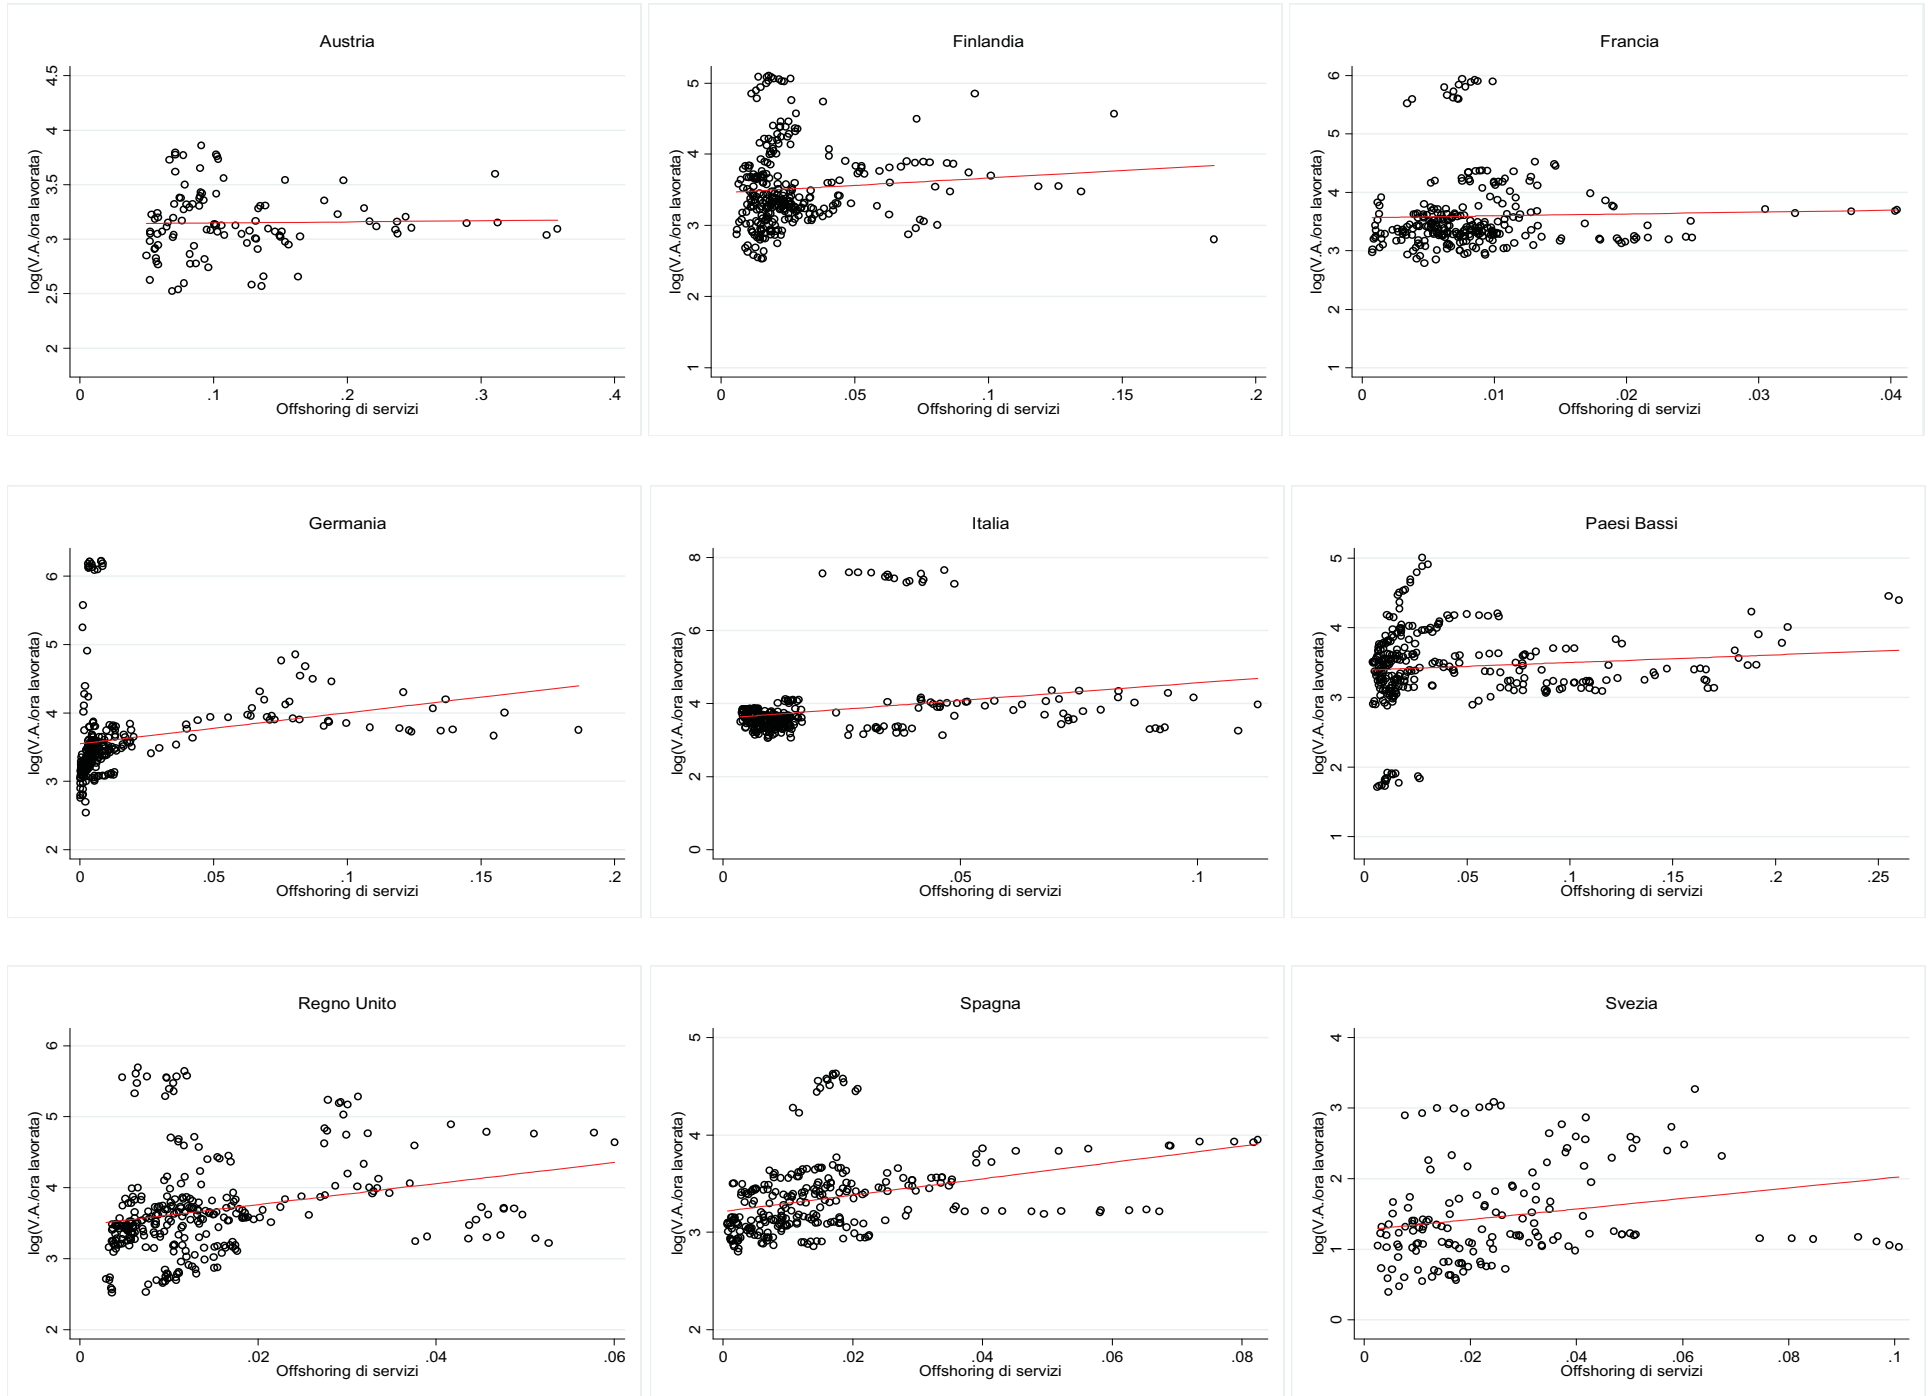 Austria
log(V.A./ora lavorata)
4.5
4
3.5
3
2.5
2
0 .1 .2 .3 .4
Offshoring di servizi
Finlandia
log(V.A./ora lavorata)
5
4
3
2
1
0 .05 .1 .15 .2
Offshoring di servizi
Francia
log(V.A./ora lavorata)
6
5
4
3
2
1
0 .01 .02 .03 .04
Offshoring di servizi
Germania
log(V.A./ora lavorata)
6
5
4
3
2
0 .05 .1 .15 .2
Offshoring di servizi
Italia
log(V.A./ora lavorata)
8
6
4
2
0
0 .05 .1
Offshoring di servizi
Paesi Bassi
log(V.A./ora lavorata)
5
4
3
2
1
0 .05 .1 .15 .2 .25
Offshoring di servizi
Regno Unito
log(V.A./ora lavorata)
6
5
4
3
2
0 .02 .04 .06
Offshoring di servizi
Spagna
log(V.A./ora lavorata)
5
4
3
2
0 .02 .04 .06 .08
Offshoring di servizi
Svezia
log(V.A./ora lavorata)
4
3
2
1
0
0 .02 .04 .06 .08 .1
Offshoring di servizi